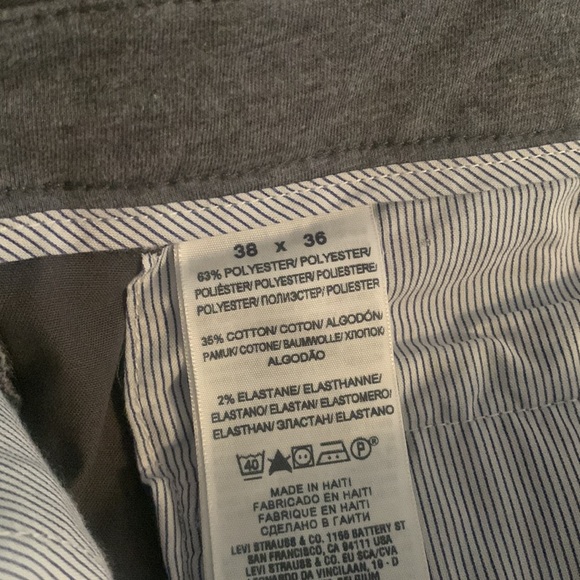 38 x 36
63% POLYESTER/ POLYESTER/
POLIÉSTER/ POLYESTER/ POLIESTERE/
POLYESTER/ ПОЛИЭСТЕР/ POLIESTER
35% COTTON/ COTON/ ALGODÓN/
PAMUK/ COTONE/ BAUMWOLLE/ ХЛОПОК/
ALGODÃO
2% ELASTANE/ ELASTHANNE/
ELASTANO/ ELASTAN/ ELASTOMERO/
ELASTHAN/ ЭЛАСТАН/ ELASTANO
40 P®
MADE IN HAITI
FABRICADO EN HAITI
FABRIQUE EN HAITI
СДЕЛАНО В ГАИТИ
LEVI STRAUSS & CO. 1155 BATTERY ST
SAN FRANCISCO, CA 94111 USA
LEVI STRAUSS & CO. EU SCA/CVA
LEONARDO DA VINCILAAN, 19 - D